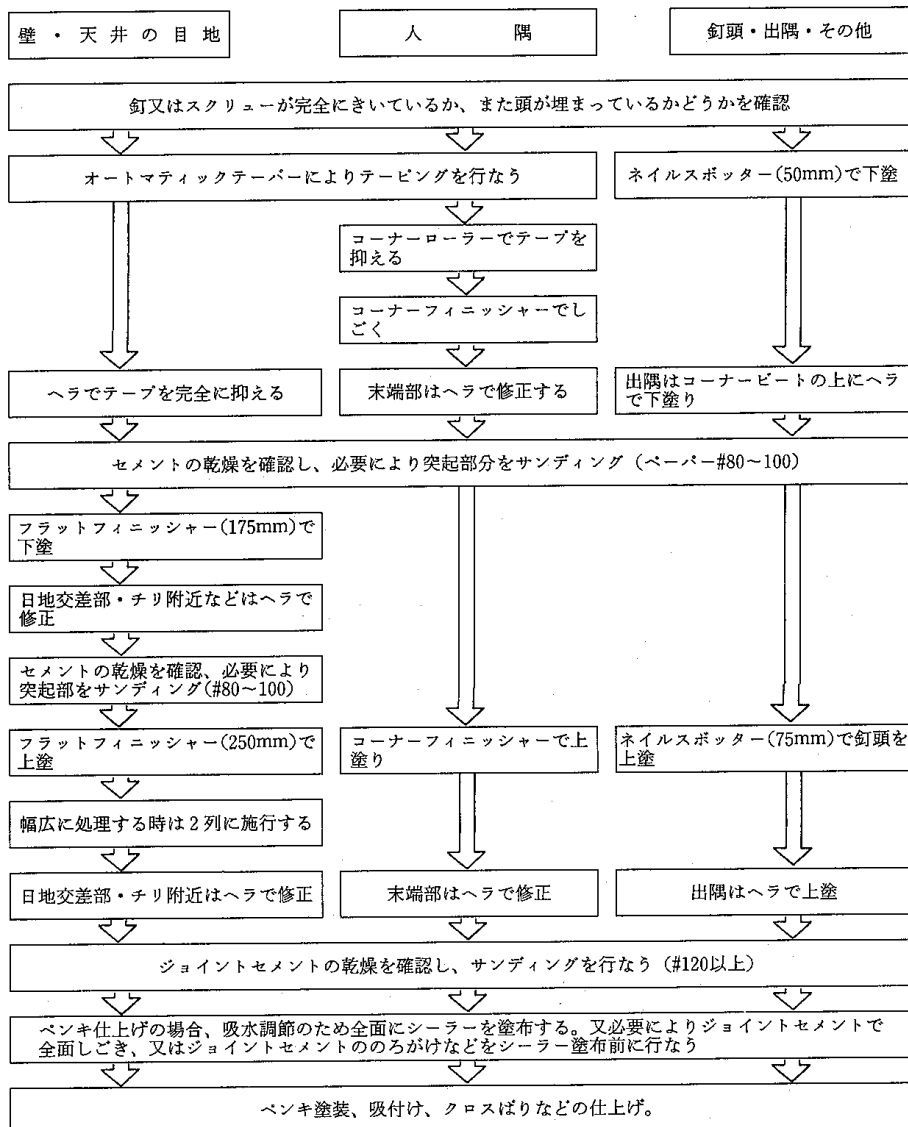 壁・天井の目地
人隅
釘頭・出隅・その他
釘又はスクリューが完全にきいているか、また頭が埋まっているかどうかを確認
オートマティックテーパーによりテーピングを行なう
ネイルスポッター(50mm)で下塗
コーナーローラーでテープを
抑える
コーナーフィニッシャーでし
ごく
ヘラでテープを完全に抑える
末端部はヘラで修正する
出隅はコーナービートの上にヘラ
で下塗り
セメントの乾燥を確認し、必要により突起部分をサンディング(ペーパー#80～100)
フラットフィニッシャー(175mm)で
下塗
日地交差部・チリ附近などはヘラで
修正
セメントの乾燥を確認、必要により
突起部をサンディング(#80～100)
フラットフィニッシャー(250mm)で
上塗
コーナーフィニッシャーで上
塗り
ネイルスポッター(75mm)で釘頭を
上塗
幅広に処理する時は2列に施行する
日地交差部・チリ附近はヘラで修正
末端部はヘラで修正
出隅はヘラで上塗
ジョイントセメントの乾燥を確認し、サンディングを行なう(#120以上)
ペンキ仕上げの場合、吸水調節のため全面にシーラーを塗布する。又必要によりジョイントセメントで
全面しごき、又はジョイントセメントののろがけなどをシーラー塗布前に行なう
ペンキ塗装、吸付け、クロスばりなどの仕上げ。